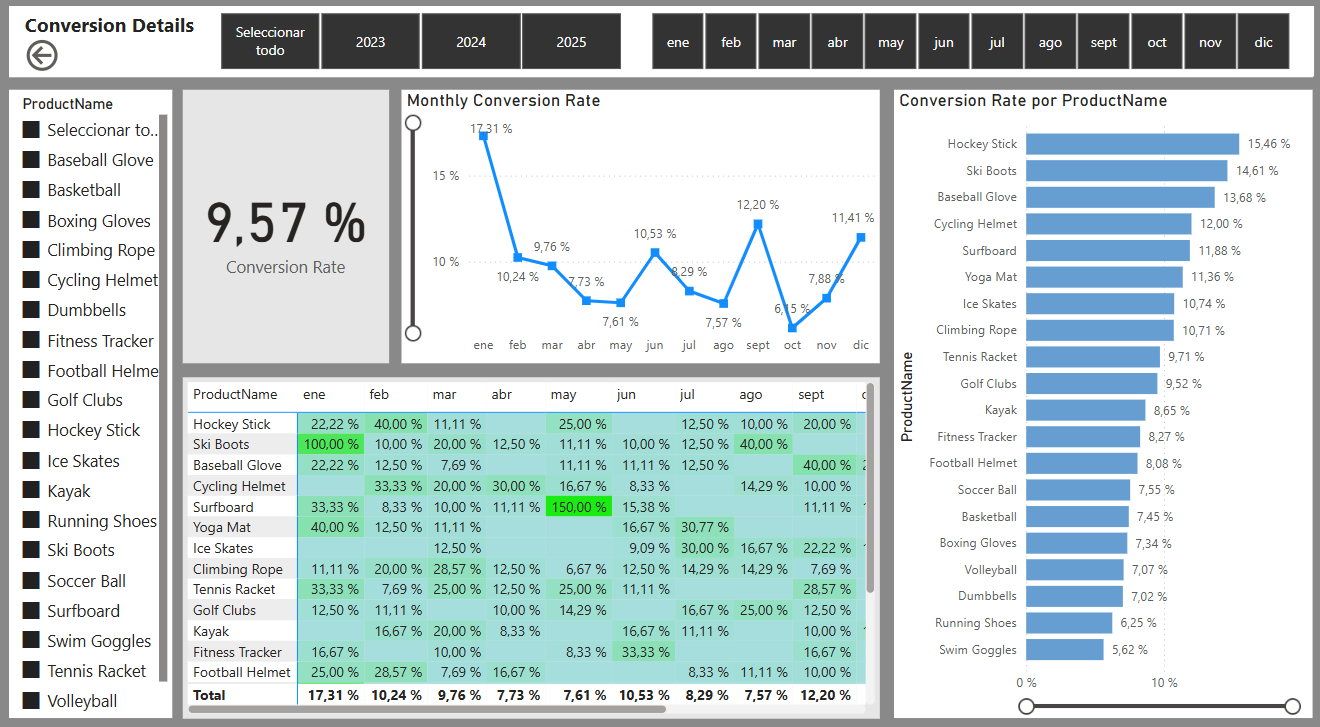 Conversion Details
Seleccionar todo
2023
2024
2025
ene
feb
mar
abr
may
jun
jul
ago
sept
oct
nov
dic
ProductName
Seleccionar to..
Baseball Glove
Basketball
Boxing Gloves
Climbing Rope
Cycling Helmet
Dumbbells
Fitness Tracker
Football Helme
Golf Clubs
Hockey Stick
Ice Skates
Kayak
Running Shoes
Ski Boots
Soccer Ball
Surfboard
Swim Goggles
Tennis Racket
Volleyball
9,57 %
Conversion Rate
Monthly Conversion Rate
15 %
10 %
17,31 %
10,24 %
9,76 %
7,73 %
7,61 %
10,53 %
8,29 %
7,57 %
12,20 %
6,15 %
7,88 %
11,41 %
ene feb mar abr may jun jul ago sept oct nov dic
ProductName ene feb mar abr may jun jul ago sept
Hockey Stick 22,22 % 40,00 % 11,11 % 25,00 % 12,50 % 10,00 % 20,00 %
Ski Boots 100,00 % 10,00 % 20,00 % 12,50 % 11,11 % 10,00 % 12,50 % 40,00 %
Baseball Glove 22,22 % 12,50 % 7,69 % 11,11 % 11,11 % 12,50 % 40,00 %
Cycling Helmet 33,33 % 20,00 % 30,00 % 16,67 % 8,33 % 14,29 % 10,00 %
Surfboard 33,33 % 8,33 % 10,00 % 11,11 % 150,00 % 15,38 % 11,11 %
Yoga Mat 40,00 % 12,50 % 11,11 % 16,67 % 30,77 %
Ice Skates 12,50 % 9,09 % 30,00 % 16,67 % 22,22 %
Climbing Rope 11,11 % 20,00 % 28,57 % 12,50 % 6,67 % 12,50 % 14,29 % 14,29 % 7,69 %
Tennis Racket 33,33 % 7,69 % 25,00 % 12,50 % 25,00 % 11,11 % 28,57 %
Golf Clubs 12,50 % 11,11 % 10,00 % 14,29 % 16,67 % 25,00 % 12,50 %
Kayak 16,67 % 20,00 % 8,33 % 16,67 % 11,11 % 10,00 %
Fitness Tracker 16,67 % 10,00 % 8,33 % 33,33 % 16,67 %
Football Helmet 25,00 % 28,57 % 7,69 % 16,67 % 8,33 % 11,11 % 10,00 %
Total 17,31 % 10,24 % 9,76 % 7,73 % 7,61 % 10,53 % 8,29 % 7,57 % 12,20 %
Conversion Rate por ProductName
ProductName
Hockey Stick 15,46 %
Ski Boots 14,61 %
Baseball Glove 13,68 %
Cycling Helmet 12,00 %
Surfboard 11,88 %
Yoga Mat 11,36 %
Ice Skates 10,74 %
Climbing Rope 10,71 %
Tennis Racket 9,71 %
Golf Clubs 9,52 %
Kayak 8,65 %
Fitness Tracker 8,27 %
Football Helmet 8,08 %
Soccer Ball 7,55 %
Basketball 7,45 %
Boxing Gloves 7,34 %
Volleyball 7,07 %
Dumbbells 7,02 %
Running Shoes 6,25 %
Swim Goggles 5,62 %
0 % 10 %